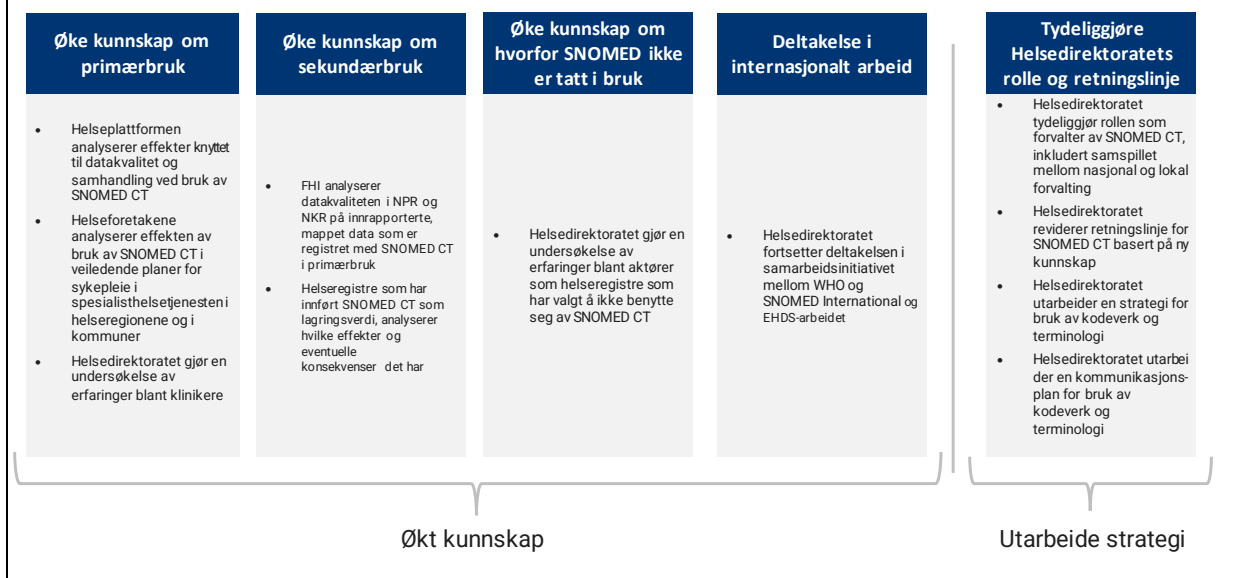 Øke kunnskap om
primærbruk
• Helseplattformen
analyserer effekter knyttet
til datakvalitet og
samhandling ved bruk av
SNOMED CT
• Helseforetakene
analyserer effekten av
bruk av SNOMED CT i
veiledende planer for
sykepleie i
spesialisthelsetjenesten i
helseregionene og i
kommuner
• Helsedirektoratet gjør en
undersøkelse av
erfaringer blant klinikere
Øke kunnskap om
sekundærbruk
• FHI analyserer
datakvaliteten i NPR og
NKR på innrapporterte,
mappet data som er
registret med SNOMED CT
i primærbruk
• Helseregistre som har
innført SNOMED CT som
lagringsverdi, analyserer
hvilke effekter og
eventuelle
konsekvenser det har
Øke kunnskap om
hvorfor SNOMED ikke
er tatt i bruk
• Helsedirektoratet gjør en
undersøkelse av
erfaringer blant aktører
som helseregistre som
har valgt å ikke benytte
seg av SNOMED CT
Deltakelse i
internasjonalt arbeid
• Helsedirektoratet
fortsetter deltakelsen i
samarbeidsinitiativet
mellom WHO og
SNOMED International og
EHDS-arbeidet
Tydeliggjøre
Helsedirektoratets
rolle og retningslinje
• Helsedirektoratet
tydeliggjør rollen som
forvalter av SNOMED CT,
inkludert samspillet
mellom nasjonal og lokal
forvalting
• Helsedirektoratet
reviderer retningslinje for
SNOMED CT basert på ny
kunnskap
• Helsedirektoratet
utarbeider en strategi for
bruk av kodeverk og
terminologi
• Helsedirektoratet utarbei
der en kommunikasjons-
plan for bruk av
kodeverk og
terminologi
Økt kunnskap
Utarbeide strategi